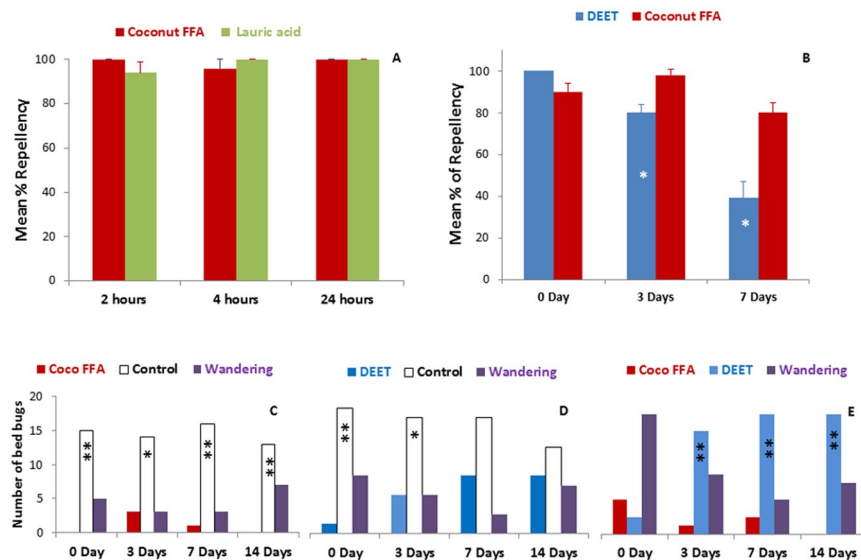 Coconut FFA Lauric acid
A
Mean % Repellency
100
80
60
40
20
0
2 hours 4 hours 24 hours
DEET Coconut FFA
B
Mean % of Repellency
100
80
60
40
20
0
*
*
0 Day 3 Days 7 Days
Coco FFA Control Wandering
C
Number of bed bugs
20
15
10
5
0
**
*
**
**
0 Day 3 Days 7 Days 14 Days
DEET Control Wandering
D
**
*
0 Day 3 Days 7 Days 14 Days
Coco FFA DEET Wandering
E
**
**
**
0 Day 3 Days 7 Days 14 Days